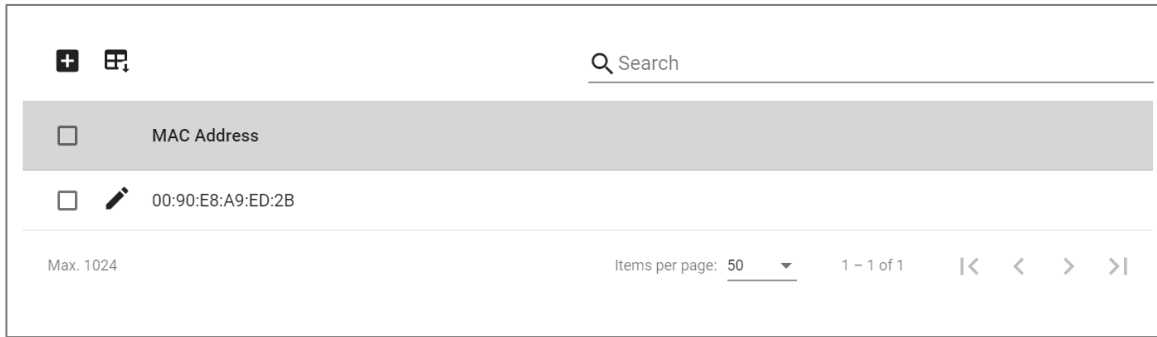 Search
MAC Address
00:90:E8:A9:ED:2B
Max. 1024 Items per page: 50 1 – 1 of 1